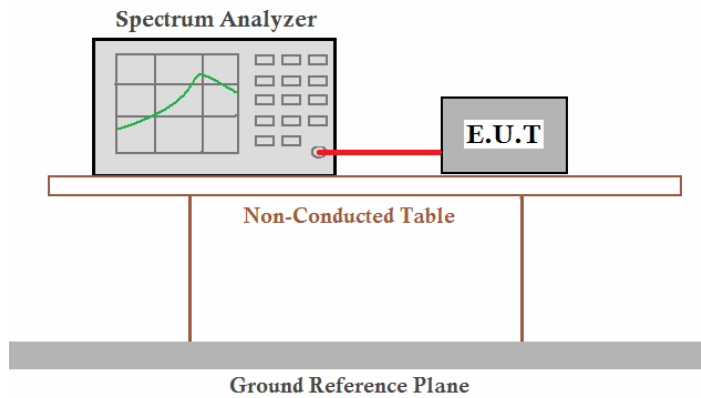 Spectrum Analyzer
E.U.T
Non-Conducted Table
Ground Reference Plane